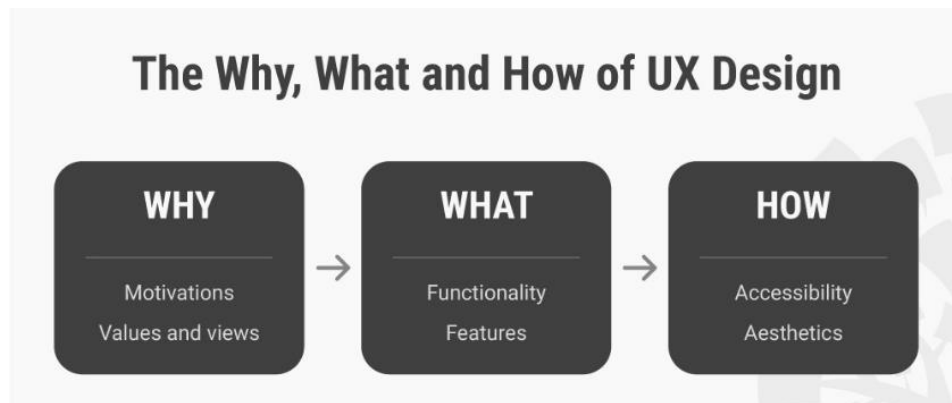 The Why, What and How of UX Design
WHY
Motivations
Values and views
WHAT
Functionality
Features
HOW
Accessibility
Aesthetics